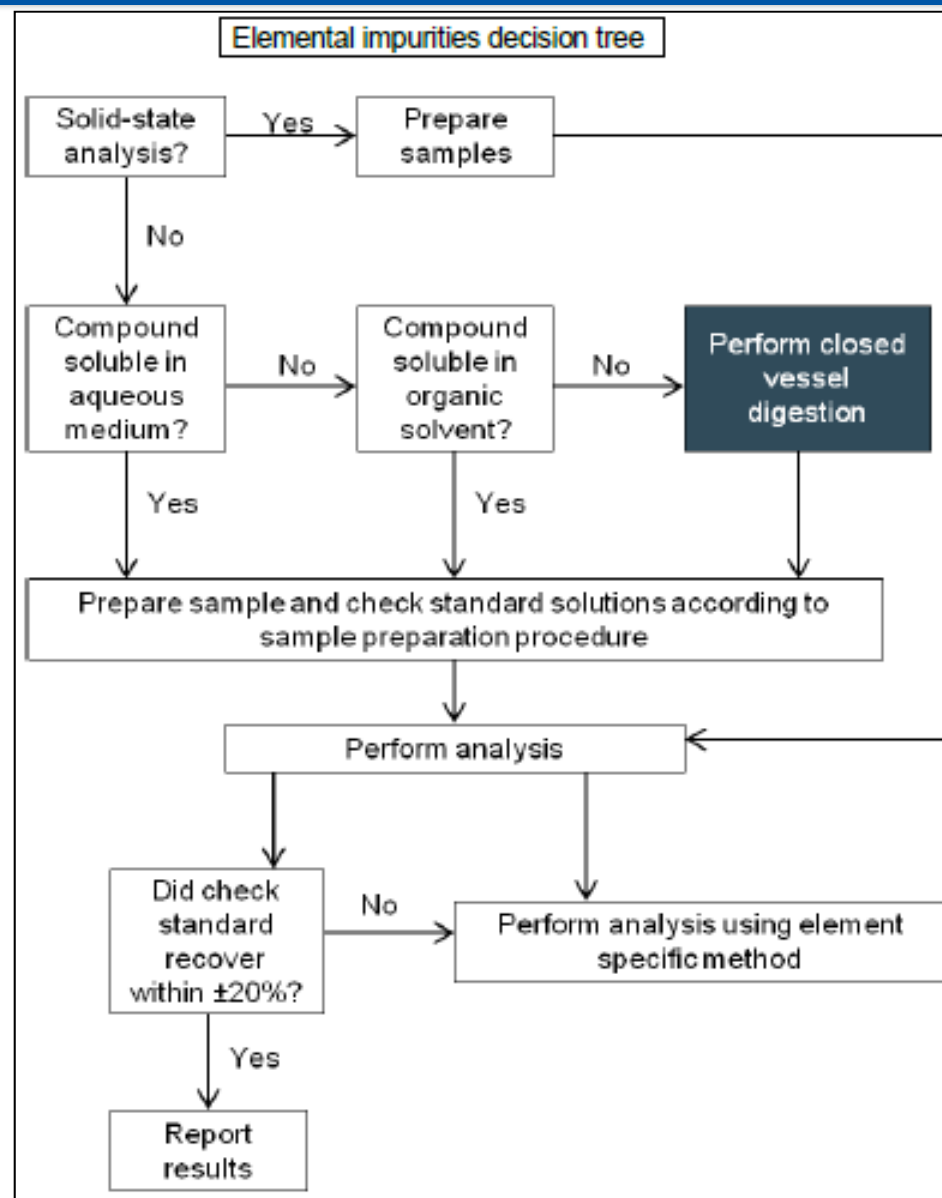 Elemental impurities decision tree
Solid-state
analysis?
Yes
Prepare
samples
No
Compound
soluble in
aqueous
medium?
No
Compound
soluble in
organic
solvent?
No
Perform closed
vessel
digestion
Yes
Yes
Prepare sample and check standard solutions according to
sample preparation procedure
Perform analysis
Did check
standard
recover
within ±20%?
No
Perform analysis using element
specific method
Yes
Report
results